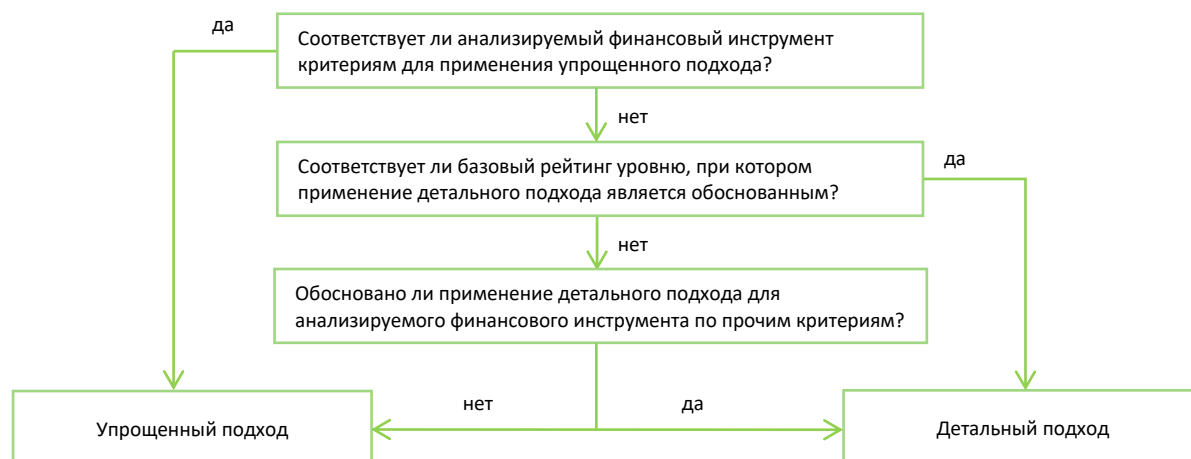 да
Соответствует ли анализируемый финансовый инструмент
критериям для применения упрощенного подхода?
нет
Соответствует ли базовый рейтинг уровню, при котором
применение детального подхода является обоснованным?
да
нет
Обосновано ли применение детального подхода для
анализируемого финансового инструмента по прочим критериям?
нет
да
Упрощенный подход
Детальный подход